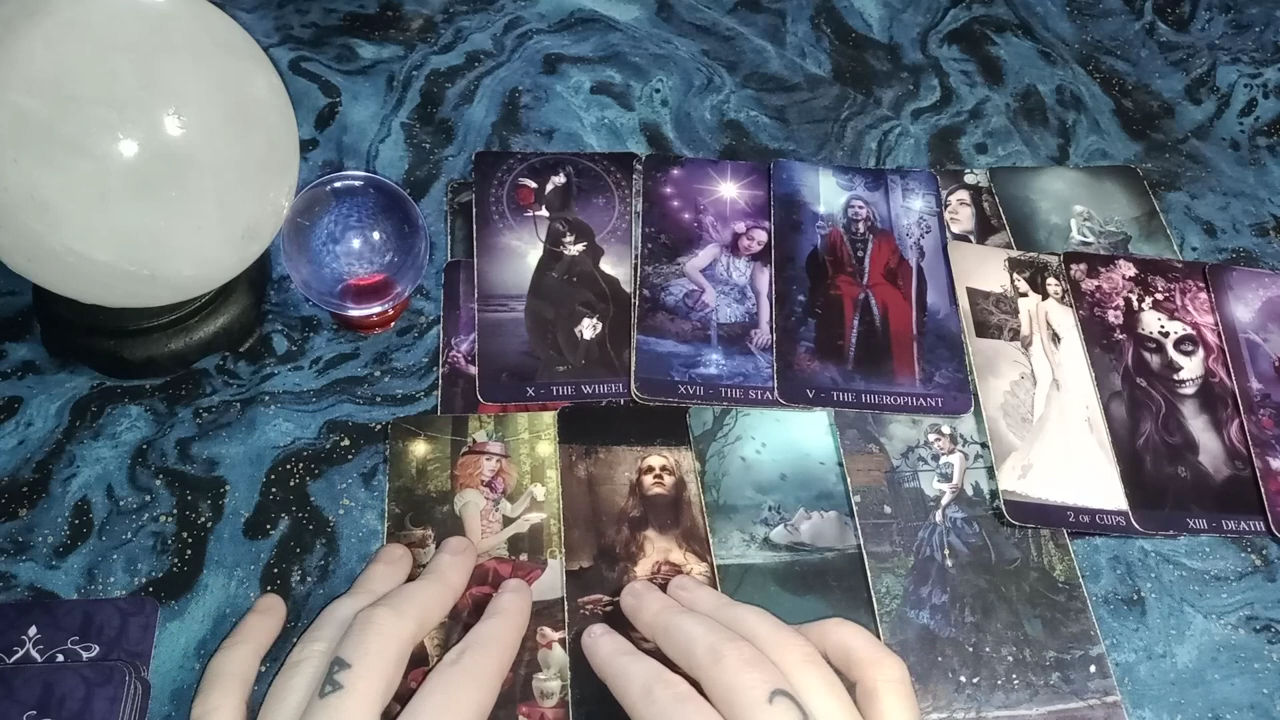 X - THE WHEEL
XVII - THE STA
V - THE HIEROPHANT
2 OF CUPS
XIII - DEATH